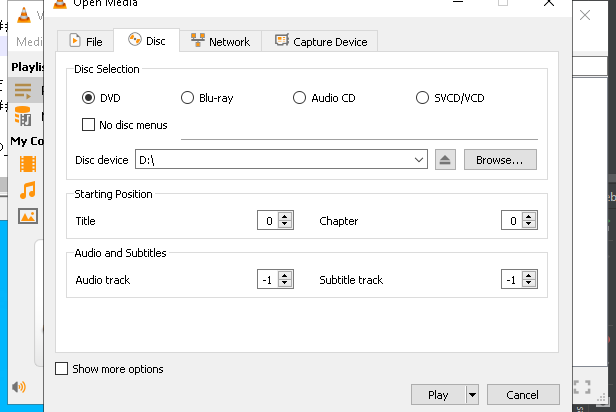 Open Media
Medi
File
Disc
Network
Capture Device
Playlis
Disc Selection
DVD
Blu-ray
Audio CD
SVCD/VCD
No disc menus
My Co
Disc device
D:\
Browse...
Starting Position
Title
0
Chapter
0
Audio and Subtitles
Audio track
-1
Subtitle track
-1
Show more options
Play
Cancel